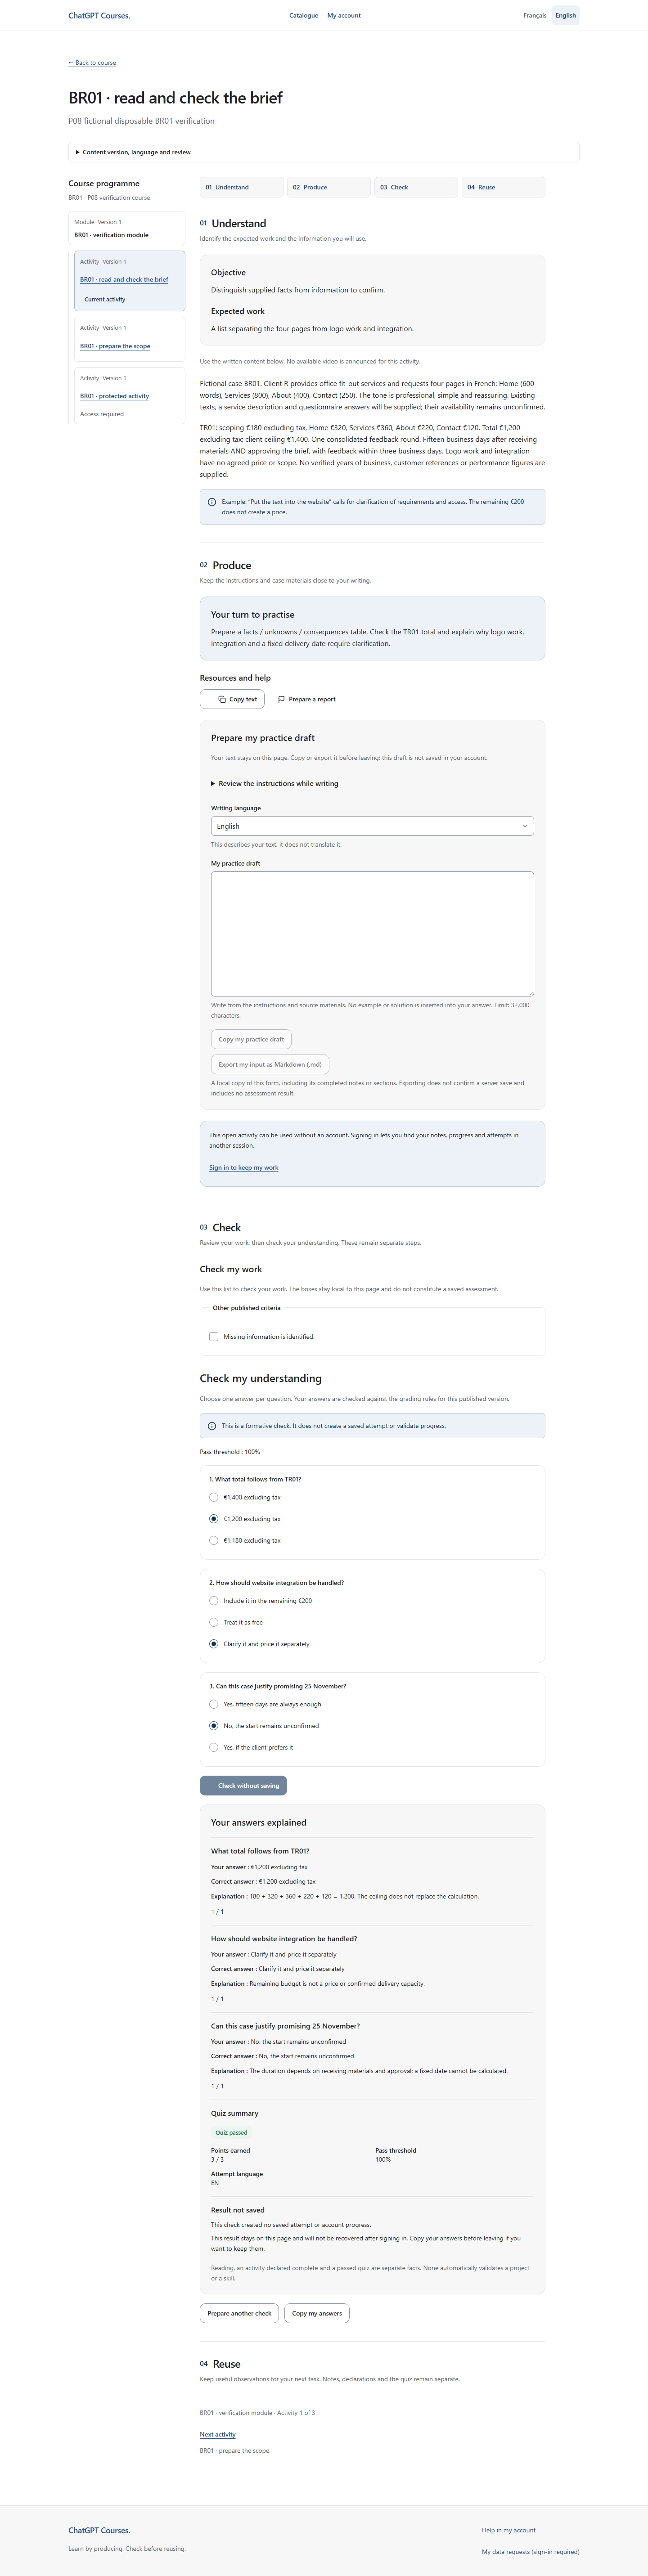 ChatGPT Courses.
Catalogue
My account
Français
English
← Back to course
BR01 · read and check the brief
P08 fictional disposable BR01 verification
Content version, language and review
Course programme
BR01 · P08 verification course
Module Version 1
BR01 · verification module
Activity Version 1
BR01 · read and check the brief
Current activity
Activity Version 1
BR01 · prepare the scope
Activity Version 1
BR01 · protected activity
Access required
01 Understand
02 Produce
03 Check
04 Reuse
01 Understand
Identify the expected work and the information you will use.
Objective
Distinguish supplied facts from information to confirm.
Expected work
A list separating the four pages from logo work and integration.
Use the written content below. No available video is announced for this activity.
Fictional case BR01. Client R provides office fit-out services and requests four pages in French: Home (600
words), Services (800), About (400), Contact (250). The tone is professional, simple and reassuring. Existing
texts, a service description and questionnaire answers will be supplied; their availability remains unconfirmed.
TR01: scoping €180 excluding tax, Home €320, Services €360, About €220, Contact €120. Total €1,200
excluding tax; client ceiling €1,400. One consolidated feedback round. Fifteen business days after receiving
materials AND approving the brief, with feedback within three business days. Logo work and integration
have no agreed price or scope. No verified years of business, customer references or performance figures are
supplied.
Example: "Put the text into the website" calls for clarification of requirements and access. The remaining €200
does not create a price.
02 Produce
Keep the instructions and case materials close to your writing.
Your turn to practise
Prepare a facts / unknowns / consequences table. Check the TR01 total and explain why logo work,
integration and a fixed delivery date require clarification.
Resources and help
Copy text
Prepare a report
Prepare my practice draft
Your text stays on this page. Copy or export it before leaving; this draft is not saved in your account.
Review the instructions while writing
Writing language
English
This describes your text; it does not translate it.
My practice draft
Write from the instructions and source materials. No example or solution is inserted into your answer. Limit: 32,000
characters.
Copy my practice draft
Export my input as Markdown (.md)
A local copy of this form, including its completed notes or sections. Exporting does not confirm a server save and
includes no assessment result.
This open activity can be used without an account. Signing in lets you find your notes, progress and attempts in
another session.
Sign in to keep my work
03 Check
Review your work, then check your understanding. These remain separate steps.
Check my work
Use this list to check your work. The boxes stay local to this page and do not constitute a saved assessment.
Other published criteria
Missing information is identified.
Check my understanding
Choose one answer per question. Your answers are checked against the grading rules for this published version.
This is a formative check. It does not create a saved attempt or validate progress.
Pass threshold : 100%
1. What total follows from TR01?
€1,400 excluding tax
€1,200 excluding tax
€1,180 excluding tax
2. How should website integration be handled?
Include it in the remaining €200
Treat it as free
Clarify it and price it separately
3. Can this case justify promising 25 November?
Yes, fifteen days are always enough
No, the start remains unconfirmed
Yes, if the client prefers it
Check without saving
Your answers explained
What total follows from TR01?
Your answer : €1,200 excluding tax
Correct answer : €1,200 excluding tax
Explanation : 180 + 320 + 360 + 220 + 120 = 1,200. The ceiling does not replace the calculation.
1 / 1
How should website integration be handled?
Your answer : Clarify it and price it separately
Correct answer : Clarify it and price it separately
Explanation : Remaining budget is not a price or confirmed delivery capacity.
1 / 1
Can this case justify promising 25 November?
Your answer : No, the start remains unconfirmed
Correct answer : No, the start remains unconfirmed
Explanation : The duration depends on receiving materials and approval; a fixed date cannot be calculated.
1 / 1
Quiz summary
Quiz passed
Points earned
3 / 3
Pass threshold
100%
Attempt language
EN
Result not saved
This check created no saved attempt or account progress.
This result stays on this page and will not be recovered after signing in. Copy your answers before leaving if you
want to keep them.
Reading, an activity declared complete and a passed quiz are separate facts. None automatically validates a project
or a skill.
Prepare another check
Copy my answers
04 Reuse
Keep useful observations for your next task. Notes, declarations and the quiz remain separate.
BR01 · verification module · Activity 1 of 3
Next activity
BR01 · prepare the scope
ChatGPT Courses.
Learn by producing. Check before reusing.
Help in my account
My data requests (sign-in required)